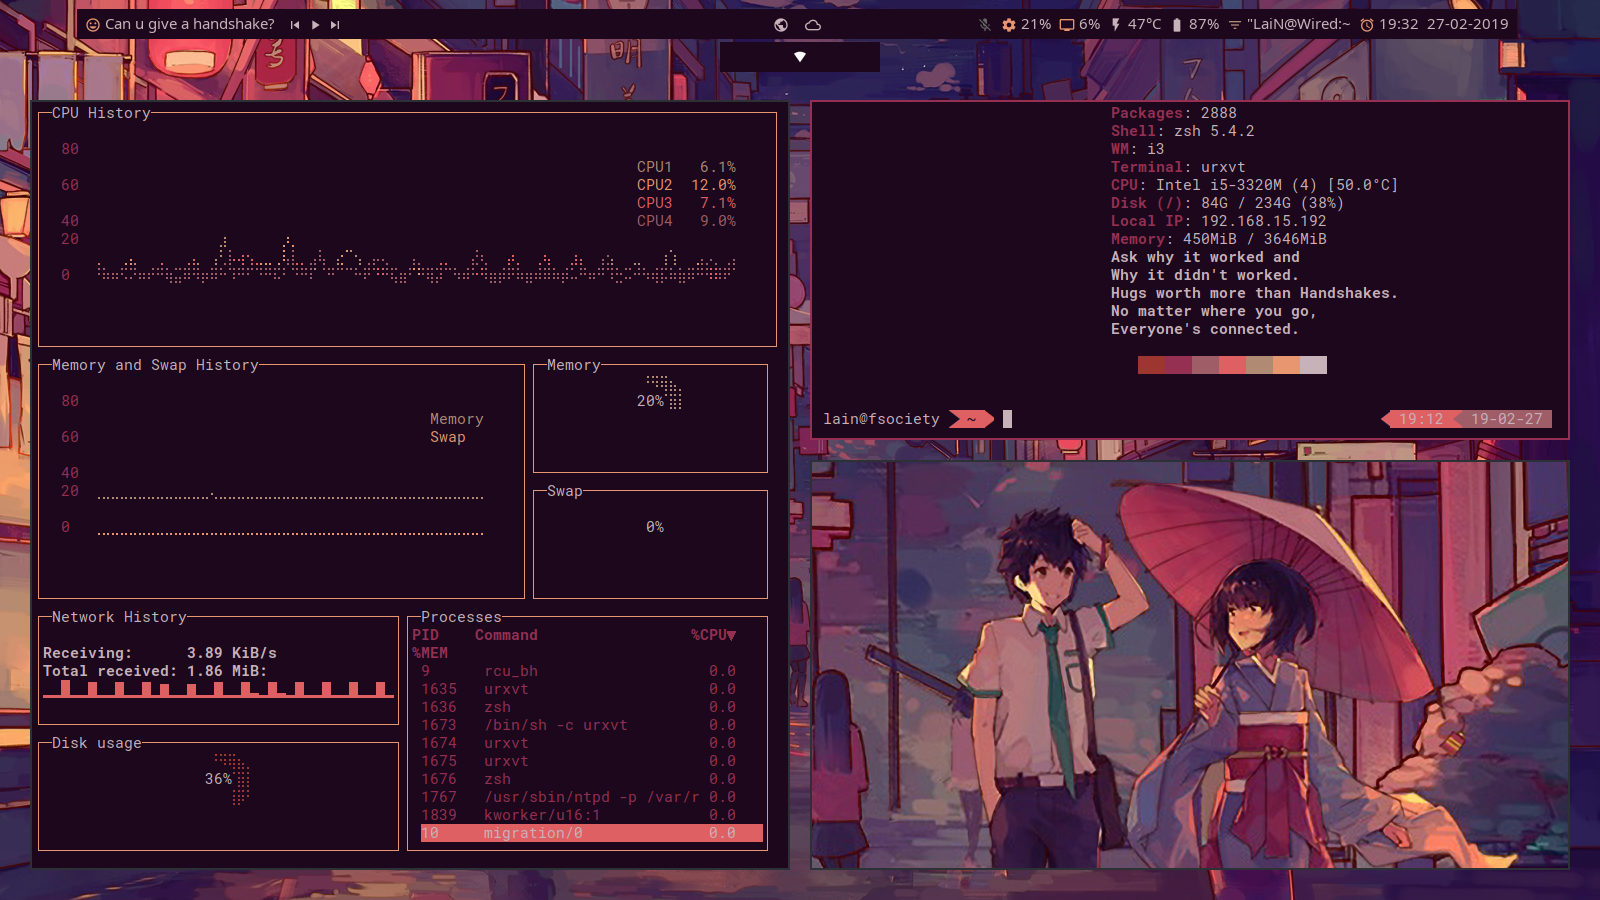 Can u give a handshake?
21% 6% 47°C 87% "LaiN@Wired:~ 19:32 27-02-2019
明
CPU History
80
60
40
20
0
CPU1 6.1%
CPU2 12.0%
CPU3 7.1%
CPU4 9.0%
Memory and Swap History
80
60
40
20
0
Memory
Swap
Memory
20%
Swap
0%
Network History
Receiving: 3.89 KiB/s
Total received: 1.86 MiB:
Disk usage
36%
Processes
PID Command %CPU▼
%MEM
9 rcu_bh 0.0
1635 urxvt 0.0
1636 zsh 0.0
1673 /bin/sh -c urxvt 0.0
1674 urxvt 0.0
1675 urxvt 0.0
1676 zsh 0.0
1767 /usr/sbin/ntpd -p /var/r 0.0
1839 kworker/u16:1 0.0
10 migration/0 0.0
Packages: 2888
Shell: zsh 5.4.2
WM: i3
Terminal: urxvt
CPU: Intel i5-3320M (4) [50.0°C]
Disk (/): 84G / 234G (38%)
Local IP: 192.168.15.192
Memory: 450MiB / 3646MiB
Ask why it worked and
Why it didn't worked.
Hugs worth more than Handshakes.
No matter where you go,
Everyone's connected.
lain@fsociety ~ 19:12 19-02-27